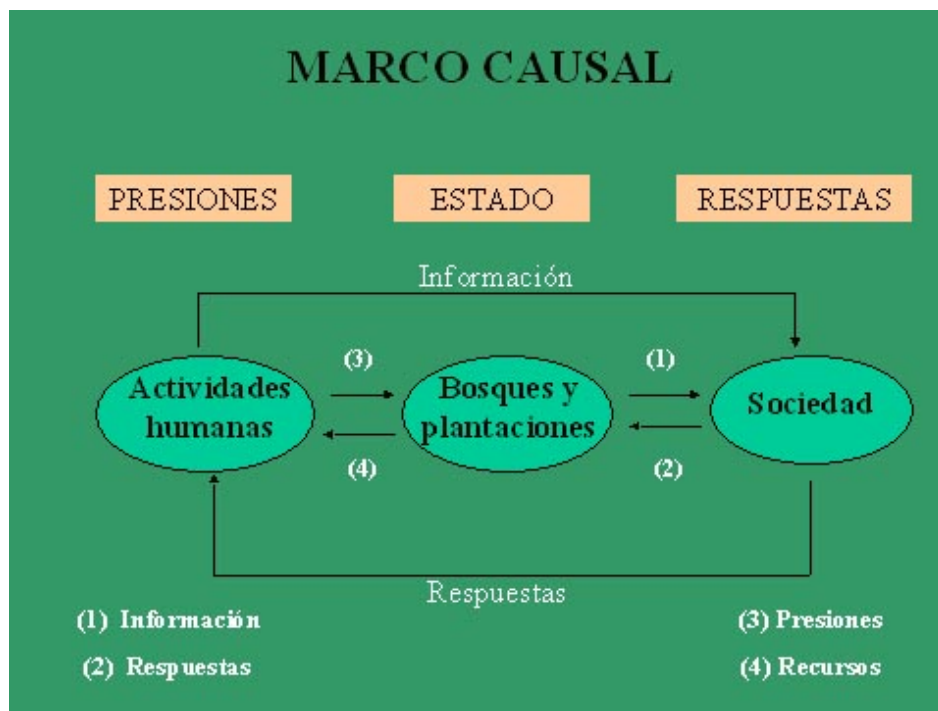 MARCO CAUSAL
PRESIONES
ESTADO
RESPUESTAS
Información
(3)
(1)
Actividades
humanas
Bosques y
plantaciones
Sociedad
(4)
(2)
Respuestas
(1) Información
(2) Respuestas
(3) Presiones
(4) Recursos